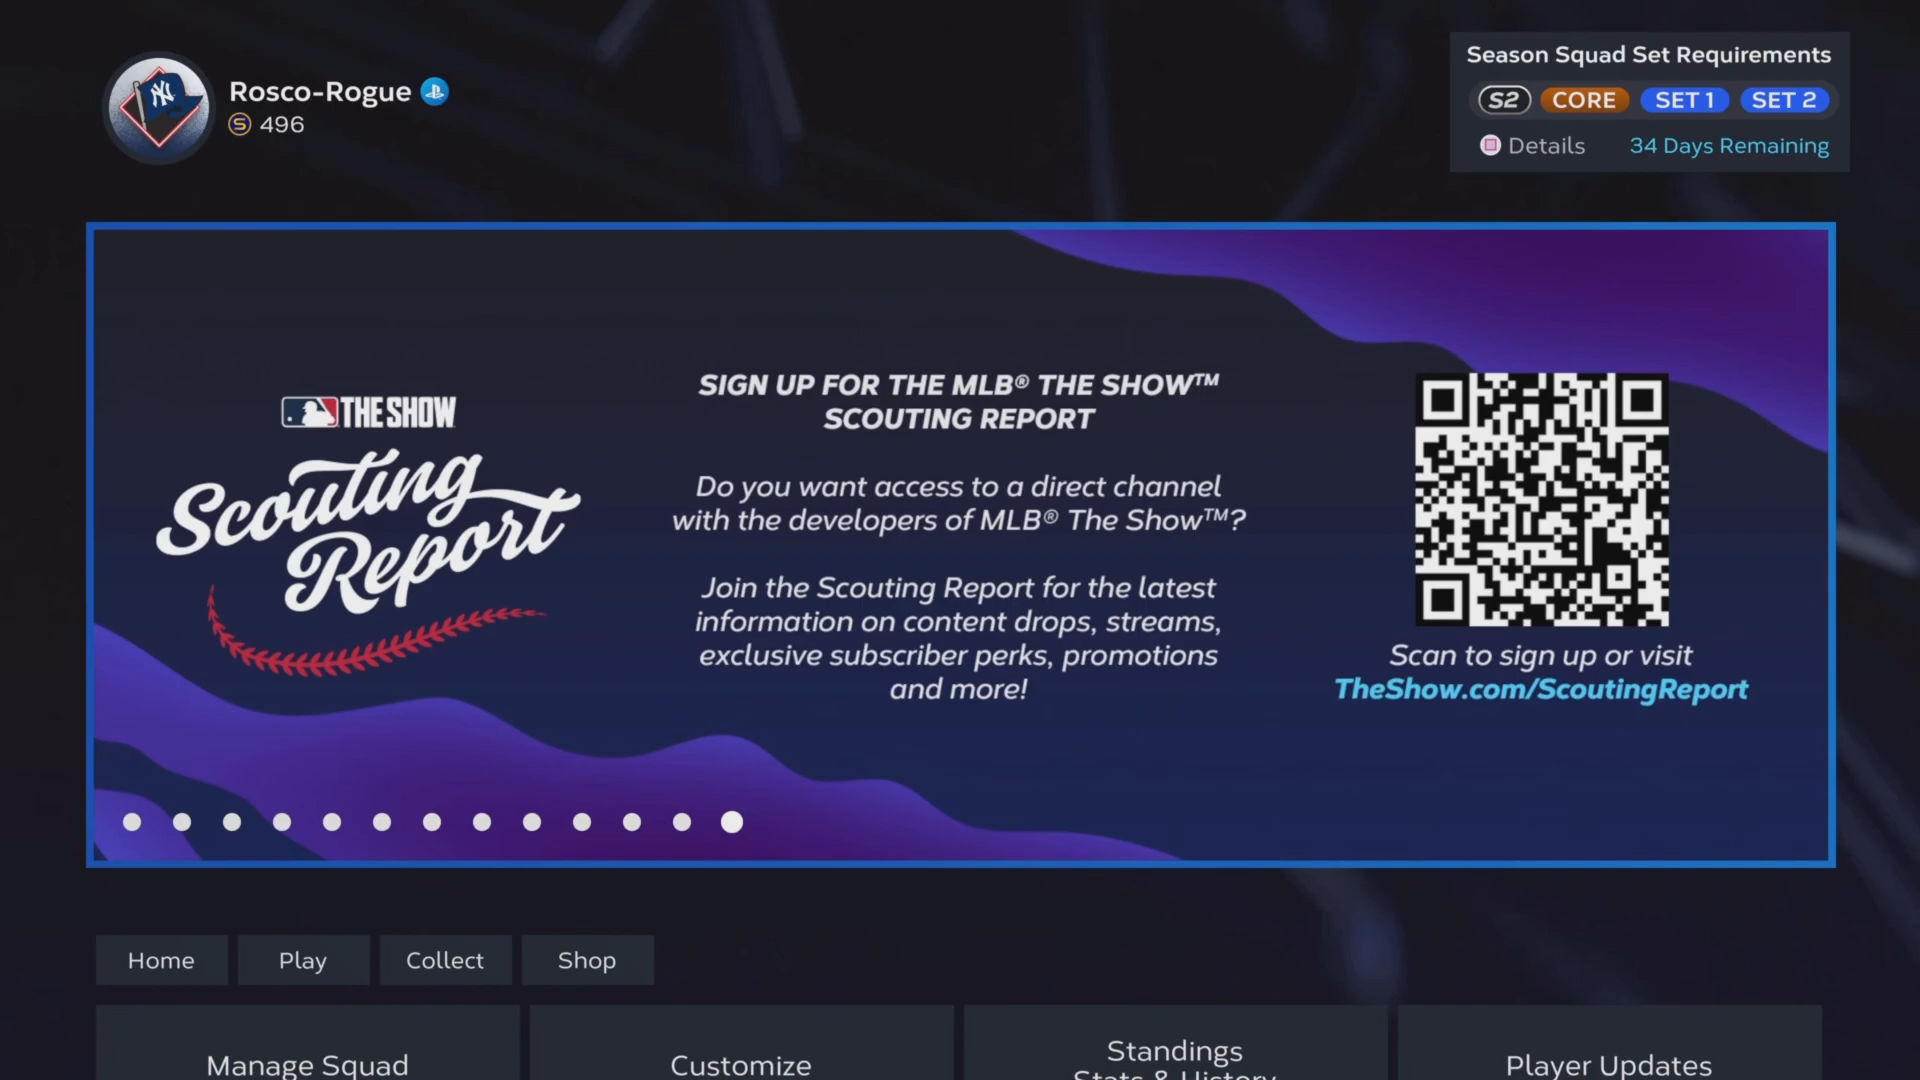 Rosco-Rogue
496
Season Squad Set Requirements
S2 CORE SET 1 SET 2
Details 34 Days Remaining
THE SHOW
Scouting
Report
SIGN UP FOR THE MLB® THE SHOW™
SCOUTING REPORT
Do you want access to a direct channel
with the developers of MLB® The Show™?
Join the Scouting Report for the latest
information on content drops, streams,
exclusive subscriber perks, promotions
and more!
Scan to sign up or visit
TheShow.com/ScoutingReport
Home Play Collect Shop
Manage Squad
Customize
Standings
Stats & History
Player Updates